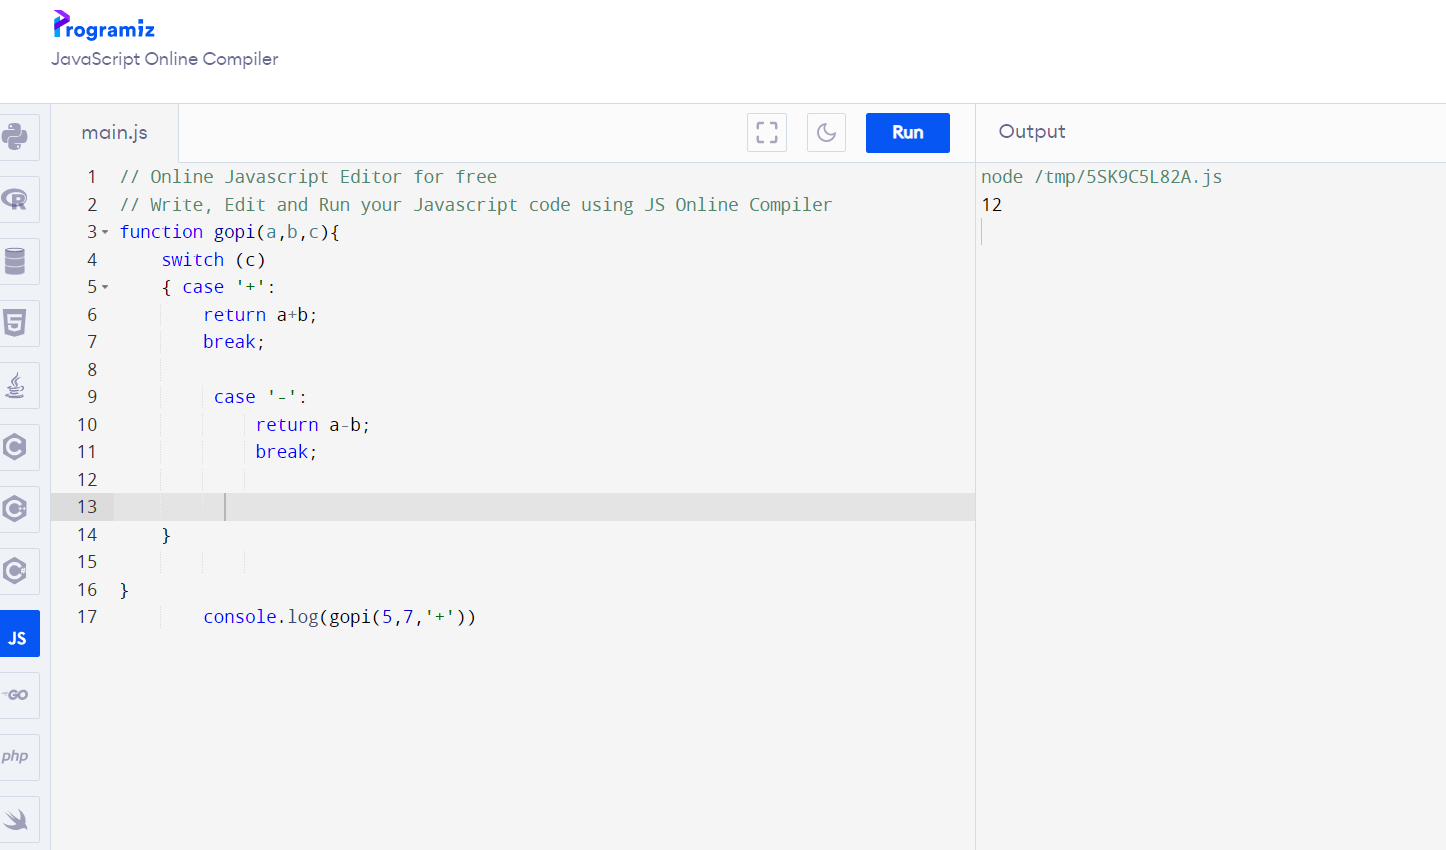 Programiz
JavaScript Online Compiler
main.js
Run
Output
1 // Online Javascript Editor for free
2 // Write, Edit and Run your Javascript code using JS Online Compiler
3 function gopi(a,b,c){
4 switch (c)
5 { case '+':
6 return a+b;
7 break;
8
9 case '-':
10 return a-b;
11 break;
12
13
14 }
15
16 }
17 console.log(gopi(5,7,'+'))
node /tmp/5SK9C5L82A.js
12
R
5
C
C++
C#
JS
GO
php